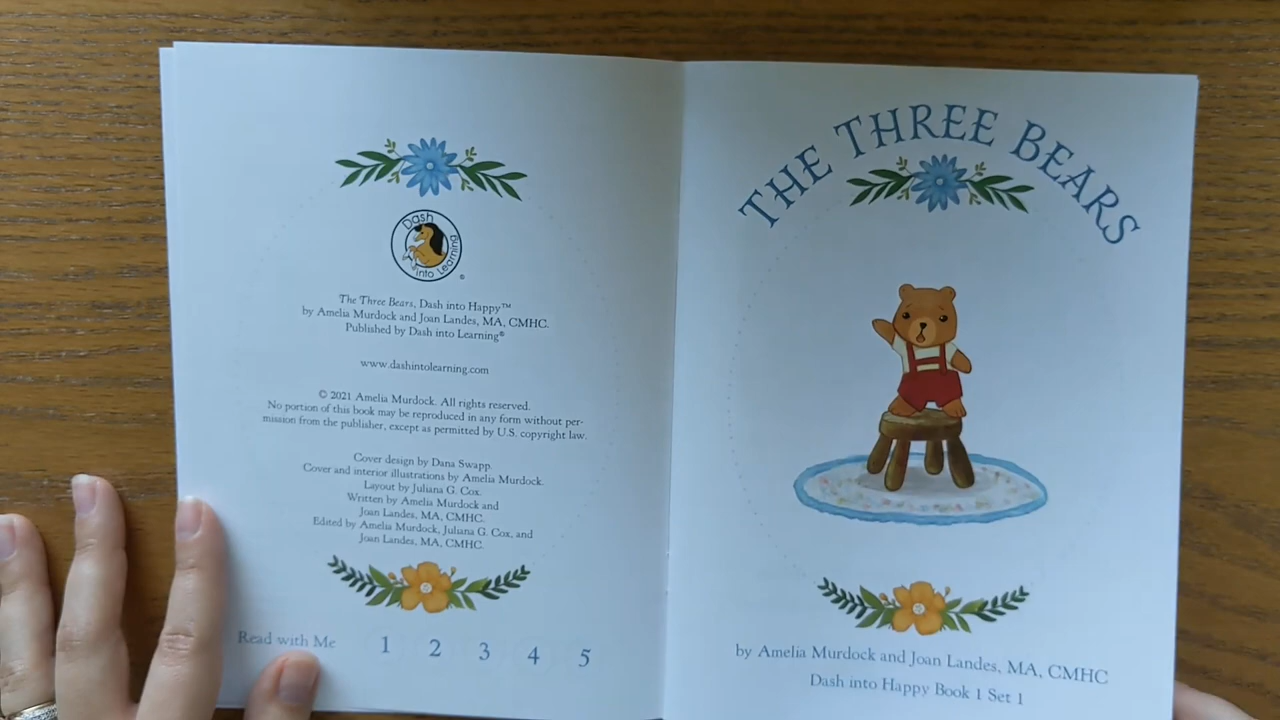 Dash
into Learning
®
The Three Bears, Dash into Happy™
by Amelia Murdock and Joan Landes, MA, CMHC.
Published by Dash into Learning®
www.dashintolearning.com
© 2021 Amelia Murdock. All rights reserved.
No portion of this book may be reproduced in any form without per-
mission from the publisher, except as permitted by U.S. copyright law.
Cover design by Dana Swapp.
Cover and interior illustrations by Amelia Murdock.
Layout by Juliana G. Cox.
Written by Amelia Murdock and
Joan Landes, MA, CMHC.
Edited by Amelia Murdock, Juliana G. Cox, and
Joan Landes, MA, CMHC.
Read with Me 1 2 3 4 5
THE THREE BEARS
by Amelia Murdock and Joan Landes, MA, CMHC
Dash into Happy Book 1 Set 1